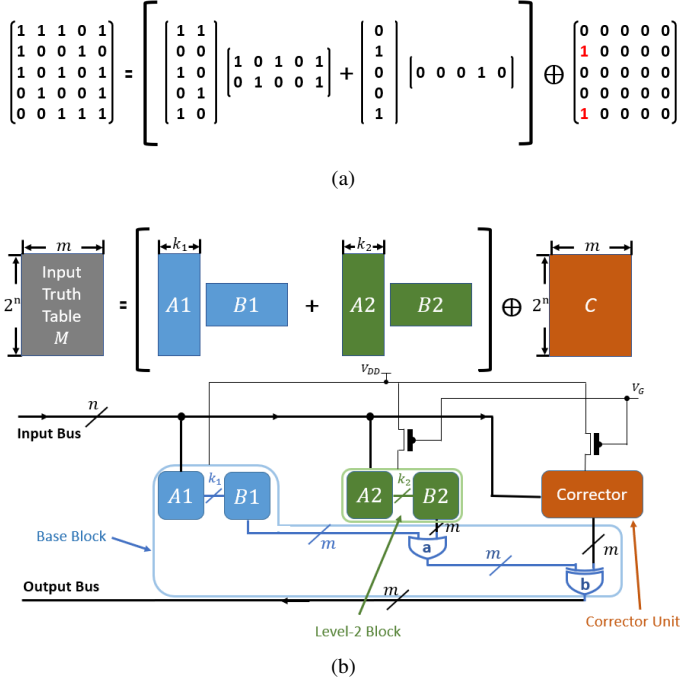 1 1 1 0 1 1 1 0 0 0 0 0 0
1 0 0 1 0 0 1 1 1 0 0 0 0
1 0 1 0 1 = 1 0 1 0 1 0 1 + 0 0 0 0 1 0 ⊕ 0 0 0 0 0
0 1 0 0 1 0 1 0 1 0 0 1 0 0 0 0 0 0
0 0 1 1 1 1 0 1 1 0 0 0 0
(a)
m k₁ k₂ m
2ⁿ Input Truth Table M = A1 B1 + A2 B2 ⊕ 2ⁿ C
V_DD
V_G
n
Input Bus
A1 k₁ B1 A2 k₂ B2 Corrector
m m m
Base Block a m
b
Output Bus m
Level-2 Block Corrector Unit
(b)